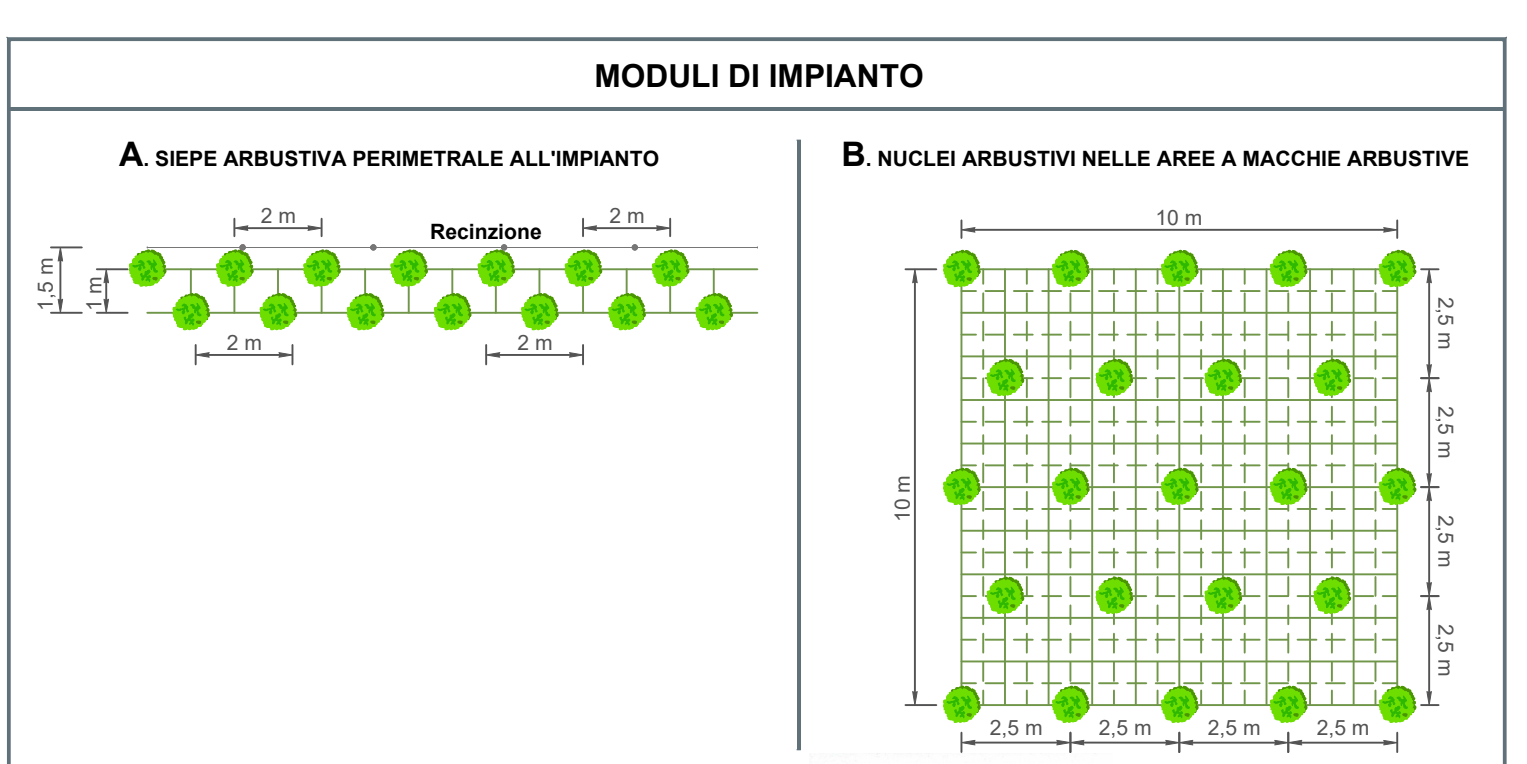 MODULI DI IMPIANTO
A. SIEPE ARBUSTIVA PERIMETRALE ALL'IMPIANTO
2 m
2 m
Recinzione
1,5 m
1 m
2 m
2 m
B. NUCLEI ARBUSTIVI NELLE AREE A MACCHIE ARBUSTIVE
10 m
10 m
2,5 m
2,5 m
2,5 m
2,5 m
2,5 m
2,5 m
2,5 m
2,5 m